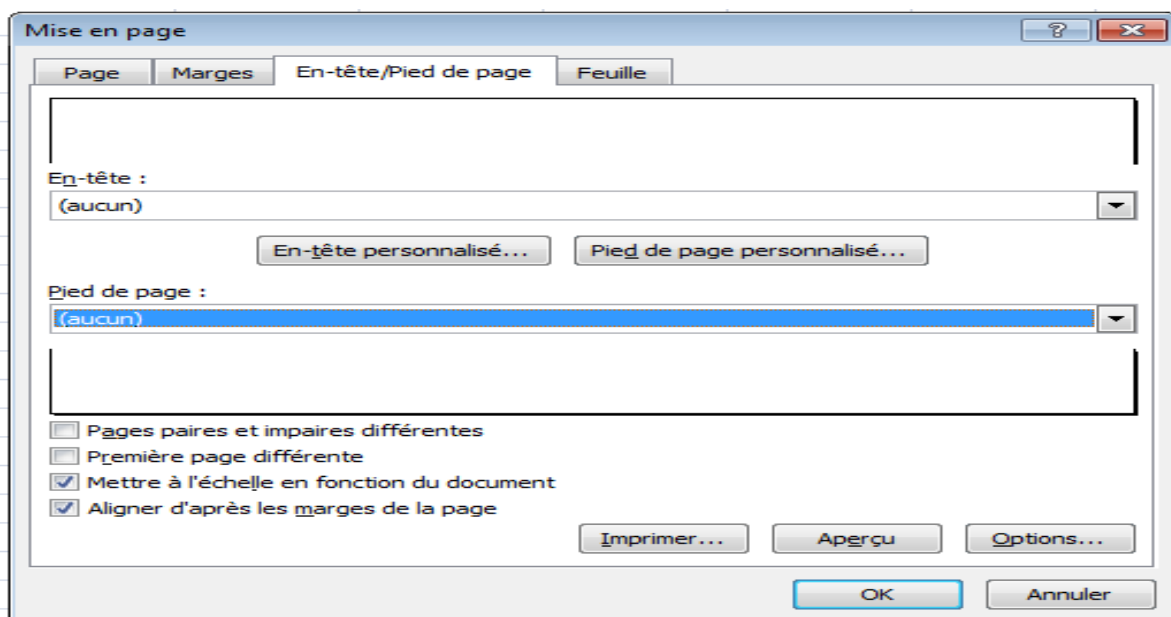 Mise en page
Page Marges En-tête/Pied de page Feuille
En-tête :
(aucun)
En-tête personnalisé... Pied de page personnalisé...
Pied de page :
(aucun)
Pages paires et impaires différentes
Première page différente
Mettre à l'échelle en fonction du document
Aligner d'après les marges de la page
Imprimer... Aperçu Options...
OK Annuler